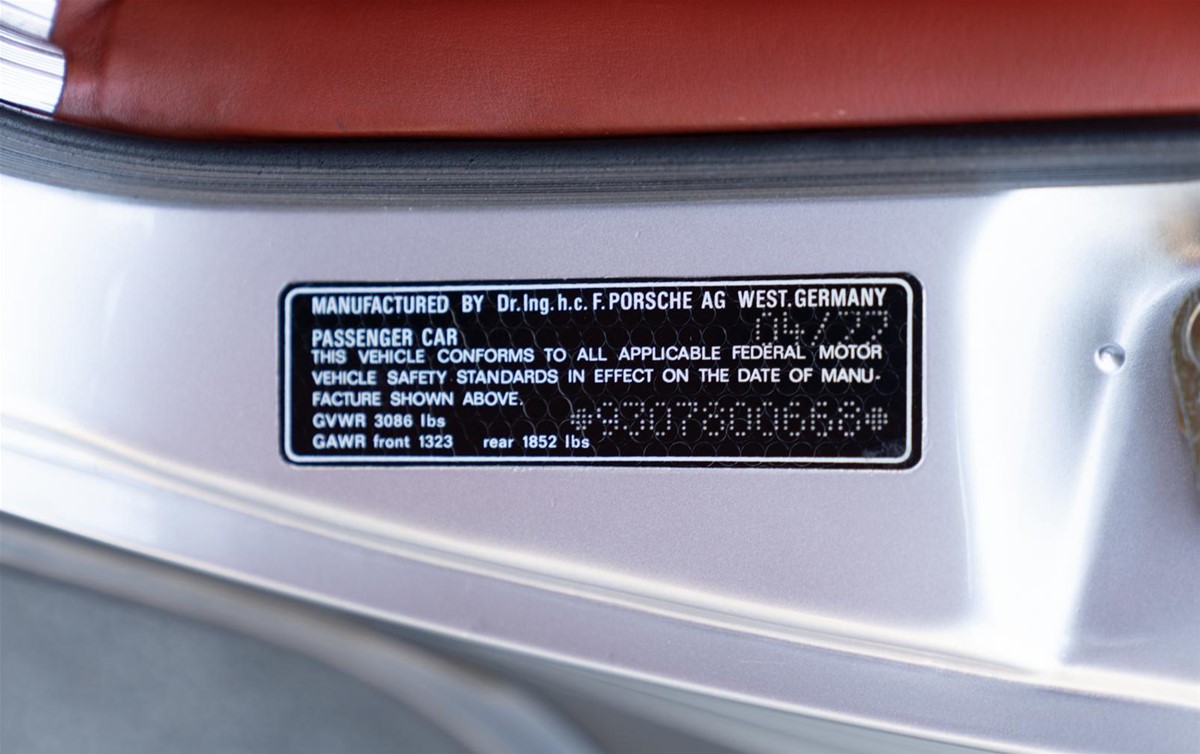 MANUFACTURED BY Dr.Ing.h.c. F.PORSCHE AG WEST.GERMANY
04/77
PASSENGER CAR
THIS VEHICLE CONFORMS TO ALL APPLICABLE FEDERAL MOTOR
VEHICLE SAFETY STANDARDS IN EFFECT ON THE DATE OF MANU-
FACTURE SHOWN ABOVE.
GVWR 3086 lbs *9307800668*
GAWR front 1323 rear 1852 lbs